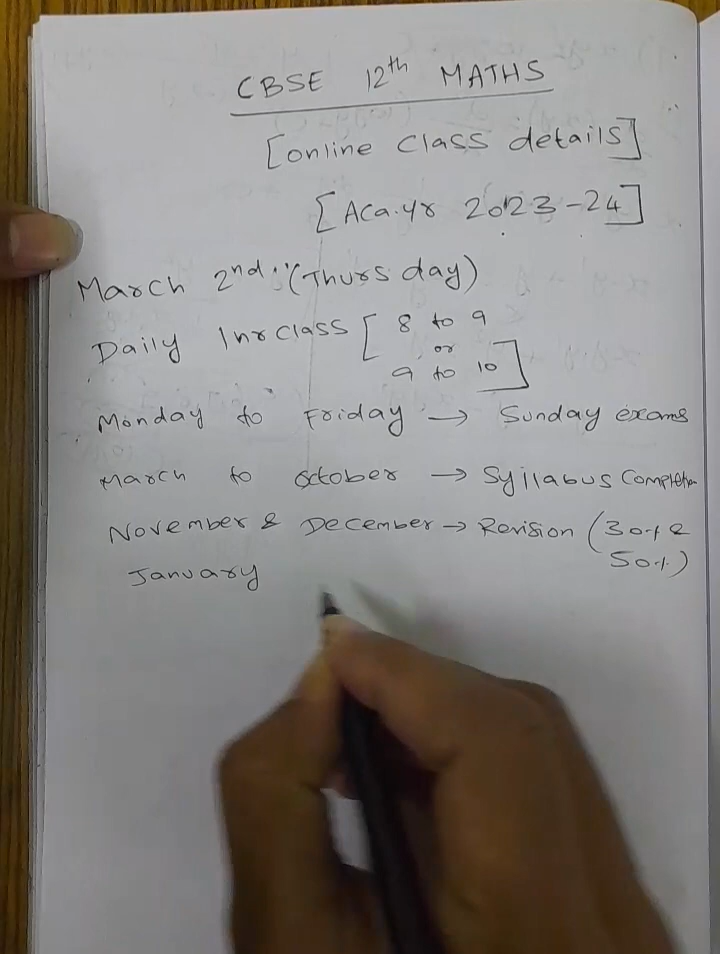 CBSE 12th MATHS
[online class details]
[Aca.yr 2023-24]
March 2nd. (Thursday)
Daily 1hr class [8 to 9
or
9 to 10]
Monday to Friday → Sunday exams
March to october → Syllabus Completion
November & December → Revision (30% &
50%)
January